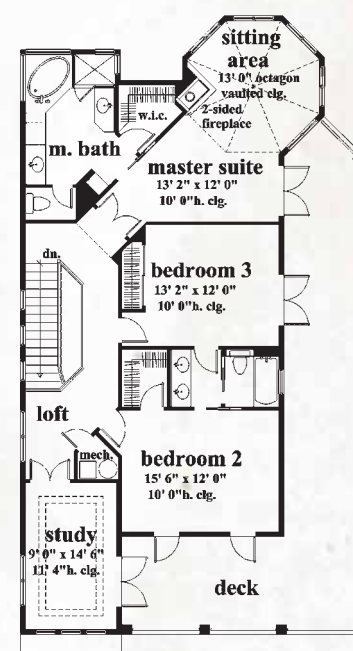 sitting
area
13' 0" octagon
vaulted clg.
2-sided
fireplace
w.i.c.
m. bath
master suite
13' 2" x 12' 0"
10' 0"h. clg.
dn.
bedroom 3
13' 2" x 12' 0"
10' 0"h. clg.
loft
mech.
bedroom 2
15' 6" x 12' 0"
10' 0"h. clg.
study
9' 0" x 14' 6"
11' 4"h. clg.
deck